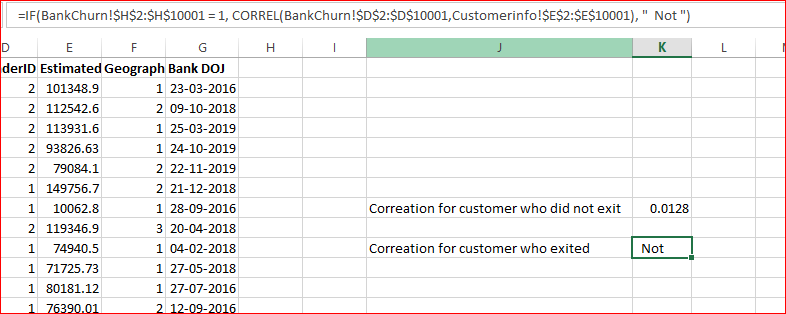 =IF(BankChurn!$H$2:$H$10001 = 1, CORREL(BankChurn!$D$2:$D$10001,Customerinfo!$E$2:$E$10001), "  Not ")
D E F G H I J K L
derID Estimated Geograph Bank DOJ
2 101348.9 1 23-03-2016
2 112542.6 2 09-10-2018
2 113931.6 1 25-03-2019
2 93826.63 1 24-10-2019
2 79084.1 2 22-11-2019
1 149756.7 2 21-12-2018
1 10062.8 1 28-09-2016 Correation for customer who did not exit 0.0128
2 119346.9 3 20-04-2018
1 74940.5 1 04-02-2018 Correation for customer who exited Not
1 71725.73 1 27-05-2018
1 80181.12 1 27-07-2016
1 76390.01 2 12-09-2016